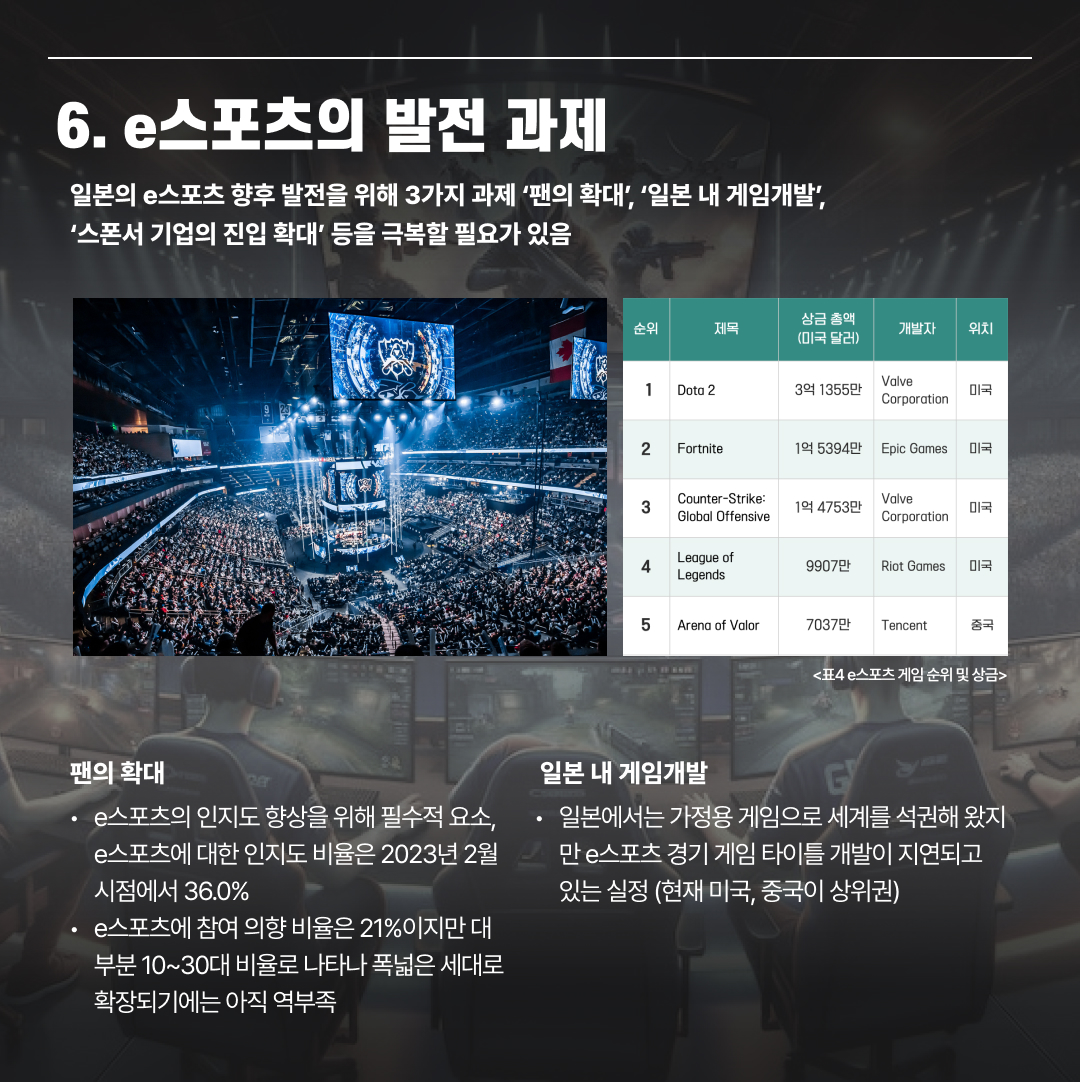 6. e스포츠의 발전 과제
일본의 e스포츠 향후 발전을 위해 3가지 과제 ‘팬의 확대’, ‘일본 내 게임개발’,
‘스폰서 기업의 진입 확대’ 등을 극복할 필요가 있음
순위 제목 상금 총액 (미국 달러) 개발자 위치
1 Dota 2 3억 1355만 Valve Corporation 미국
2 Fortnite 1억 5394만 Epic Games 미국
3 Counter-Strike: Global Offensive 1억 4753만 Valve Corporation 미국
4 League of Legends 9907만 Riot Games 미국
5 Arena of Valor 7037만 Tencent 중국
<표4 e스포츠 게임 순위 및 상금>
팬의 확대
• e스포츠의 인지도 향상을 위해 필수적 요소,
e스포츠에 대한 인지도 비율은 2023년 2월
시점에서 36.0%
• e스포츠에 참여 의향 비율은 21%이지만 대
부분 10~30대 비율로 나타나 폭넓은 세대로
확장되기에는 아직 역부족
일본 내 게임개발
• 일본에서는 가정용 게임으로 세계를 석권해 왔지
만 e스포츠 경기 게임 타이틀 개발이 지연되고
있는 실정 (현재 미국, 중국이 상위권)